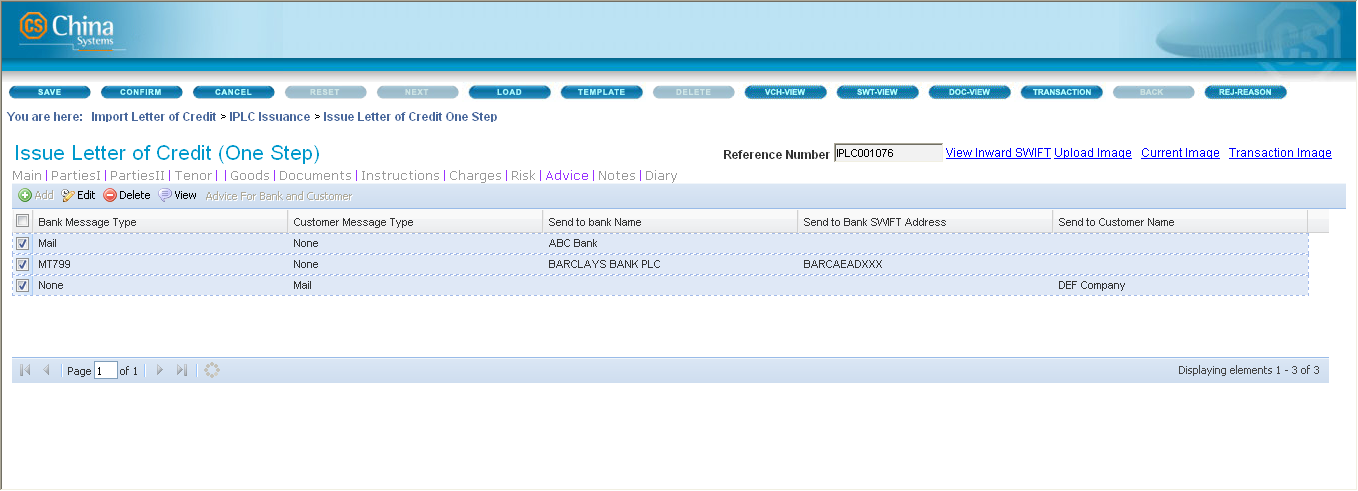 CS China
Systems
CS
SAVE CONFIRM CANCEL RESET NEXT LOAD TEMPLATE DELETE VCH-VIEW SWT-VIEW DOC-VIEW TRANSACTION BACK REJ-REASON
You are here: Import Letter of Credit > IPLC Issuance > Issue Letter of Credit One Step
Issue Letter of Credit (One Step) Reference Number IPLC001076 View Inward SWIFT Upload Image Current Image Transaction Image
Main | PartiesI | PartiesII | Tenor | | Goods | Documents | Instructions | Charges | Risk | Advice | Notes | Diary
Add Edit Delete View Advice For Bank and Customer
Bank Message Type Customer Message Type Send to bank Name Send to Bank SWIFT Address Send to Customer Name
Mail None ABC Bank
MT799 None BARCLAYS BANK PLC BARCAEADXXX
None Mail DEF Company
Page 1 of 1 Displaying elements 1 - 3 of 3